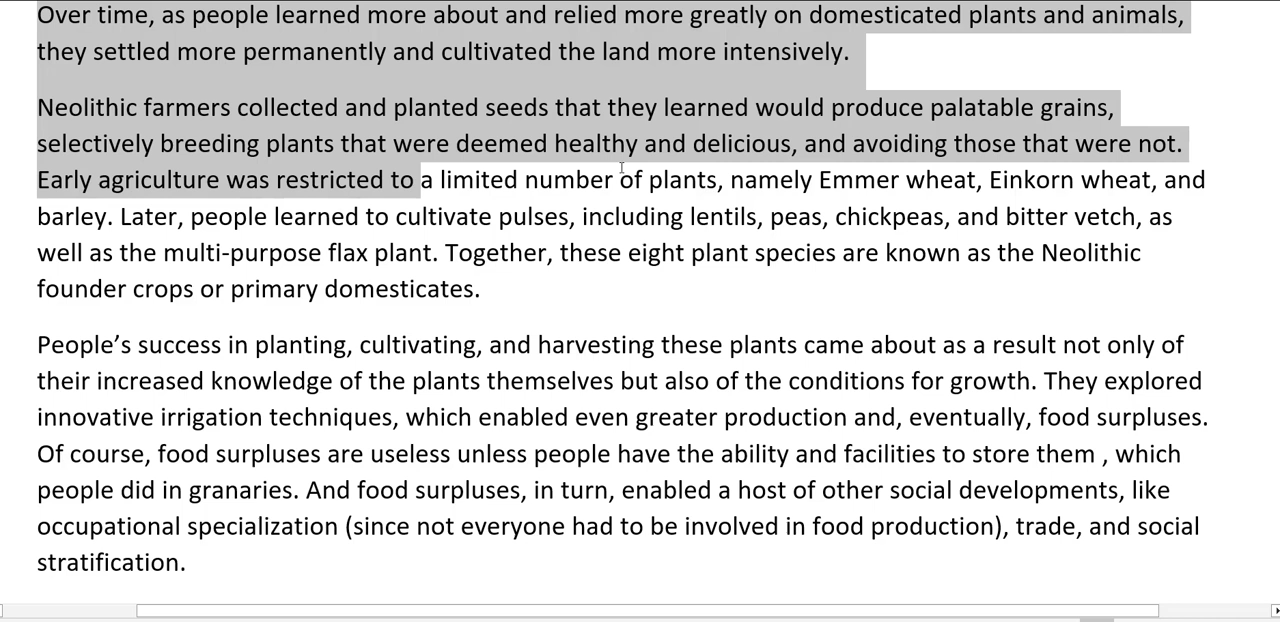 Over time, as people learned more about and relied more greatly on domesticated plants and animals,
they settled more permanently and cultivated the land more intensively.
Neolithic farmers collected and planted seeds that they learned would produce palatable grains,
selectively breeding plants that were deemed healthy and delicious, and avoiding those that were not.
Early agriculture was restricted to a limited number of plants, namely Emmer wheat, Einkorn wheat, and
barley. Later, people learned to cultivate pulses, including lentils, peas, chickpeas, and bitter vetch, as
well as the multi-purpose flax plant. Together, these eight plant species are known as the Neolithic
founder crops or primary domesticates.
People’s success in planting, cultivating, and harvesting these plants came about as a result not only of
their increased knowledge of the plants themselves but also of the conditions for growth. They explored
innovative irrigation techniques, which enabled even greater production and, eventually, food surpluses.
Of course, food surpluses are useless unless people have the ability and facilities to store them , which
people did in granaries. And food surpluses, in turn, enabled a host of other social developments, like
occupational specialization (since not everyone had to be involved in food production), trade, and social
stratification.